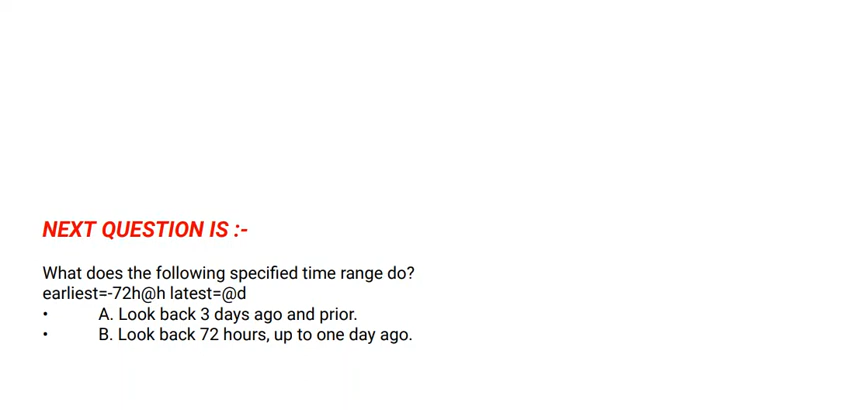 NEXT QUESTION IS :-
What does the following specified time range do?
earliest=-72h@h latest=@d
• A. Look back 3 days ago and prior.
• B. Look back 72 hours, up to one day ago.